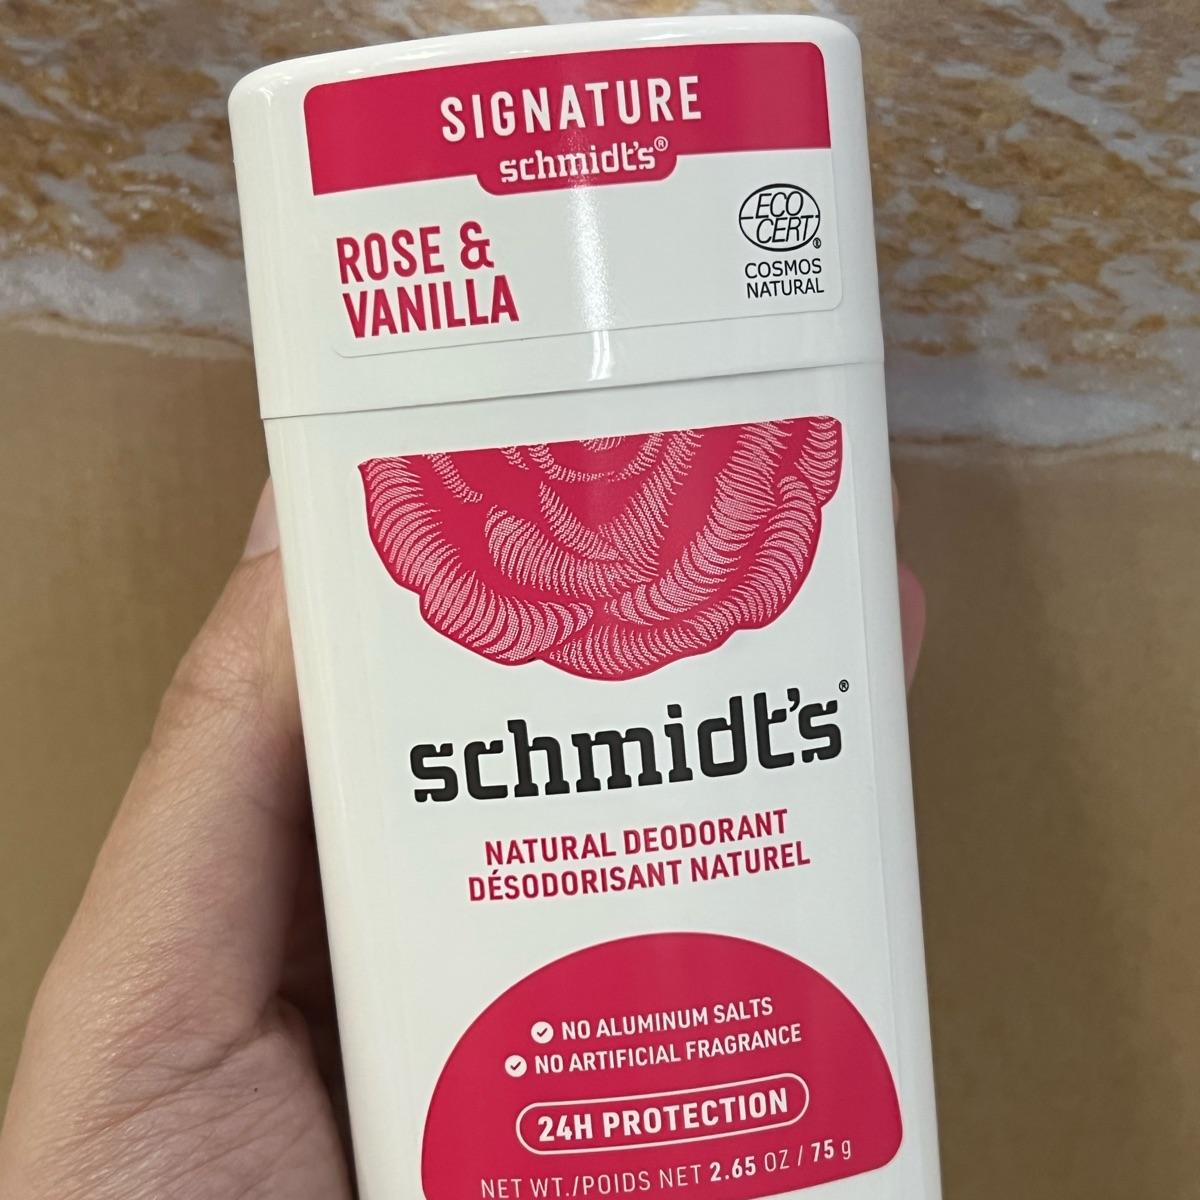 SIGNATURE
schmidt's®
ROSE &
VANILLA
ECO
CERT®
COSMOS
NATURAL
schmidt's®
NATURAL DEODORANT
DÉSODORISANT NATUREL
NO ALUMINUM SALTS
NO ARTIFICIAL FRAGRANCE
24H PROTECTION
NET WT./POIDS NET 2.65 OZ / 75 g